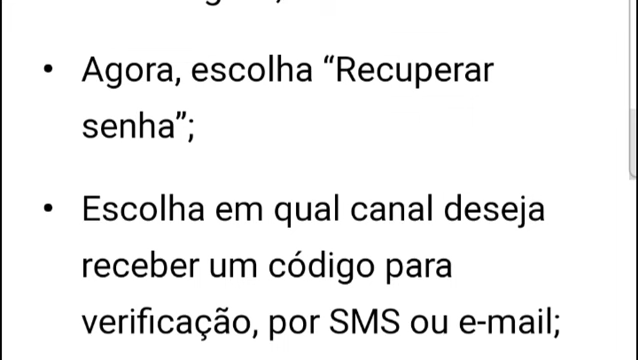 • Agora, escolha “Recuperar
senha”;
• Escolha em qual canal deseja
receber um código para
verificação, por SMS ou e-mail;